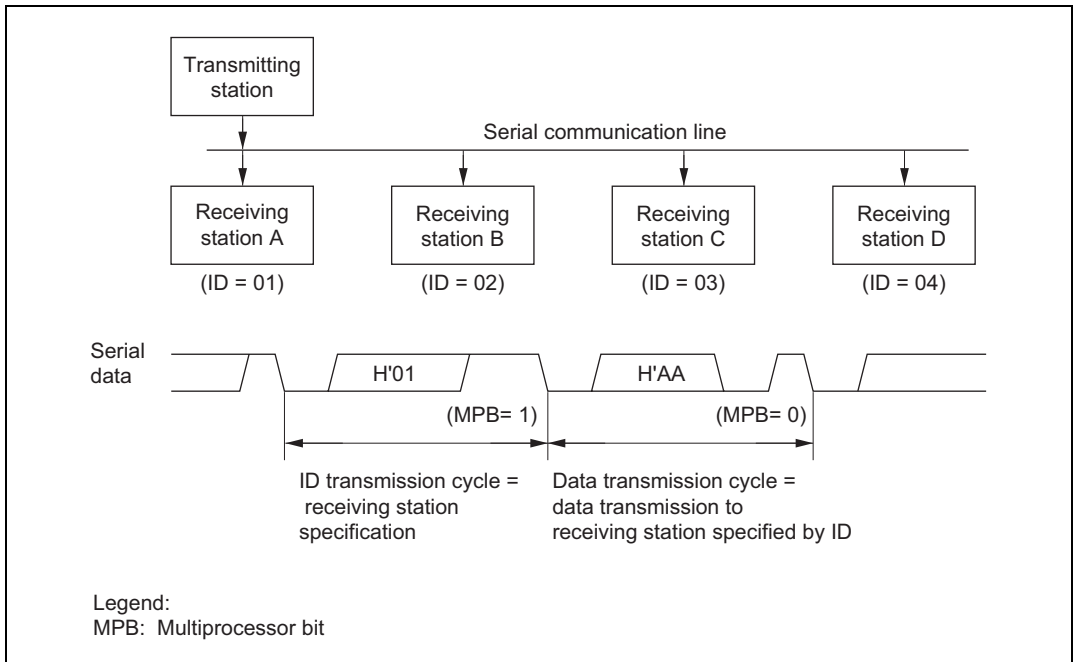 Transmitting
station
Serial communication line
Receiving
station A
Receiving
station B
Receiving
station C
Receiving
station D
(ID = 01)
(ID = 02)
(ID = 03)
(ID = 04)
Serial
data
H'01
H'AA
(MPB= 1)
(MPB= 0)
ID transmission cycle =
receiving station
specification
Data transmission cycle =
data transmission to
receiving station specified by ID
Legend:
MPB: Multiprocessor bit